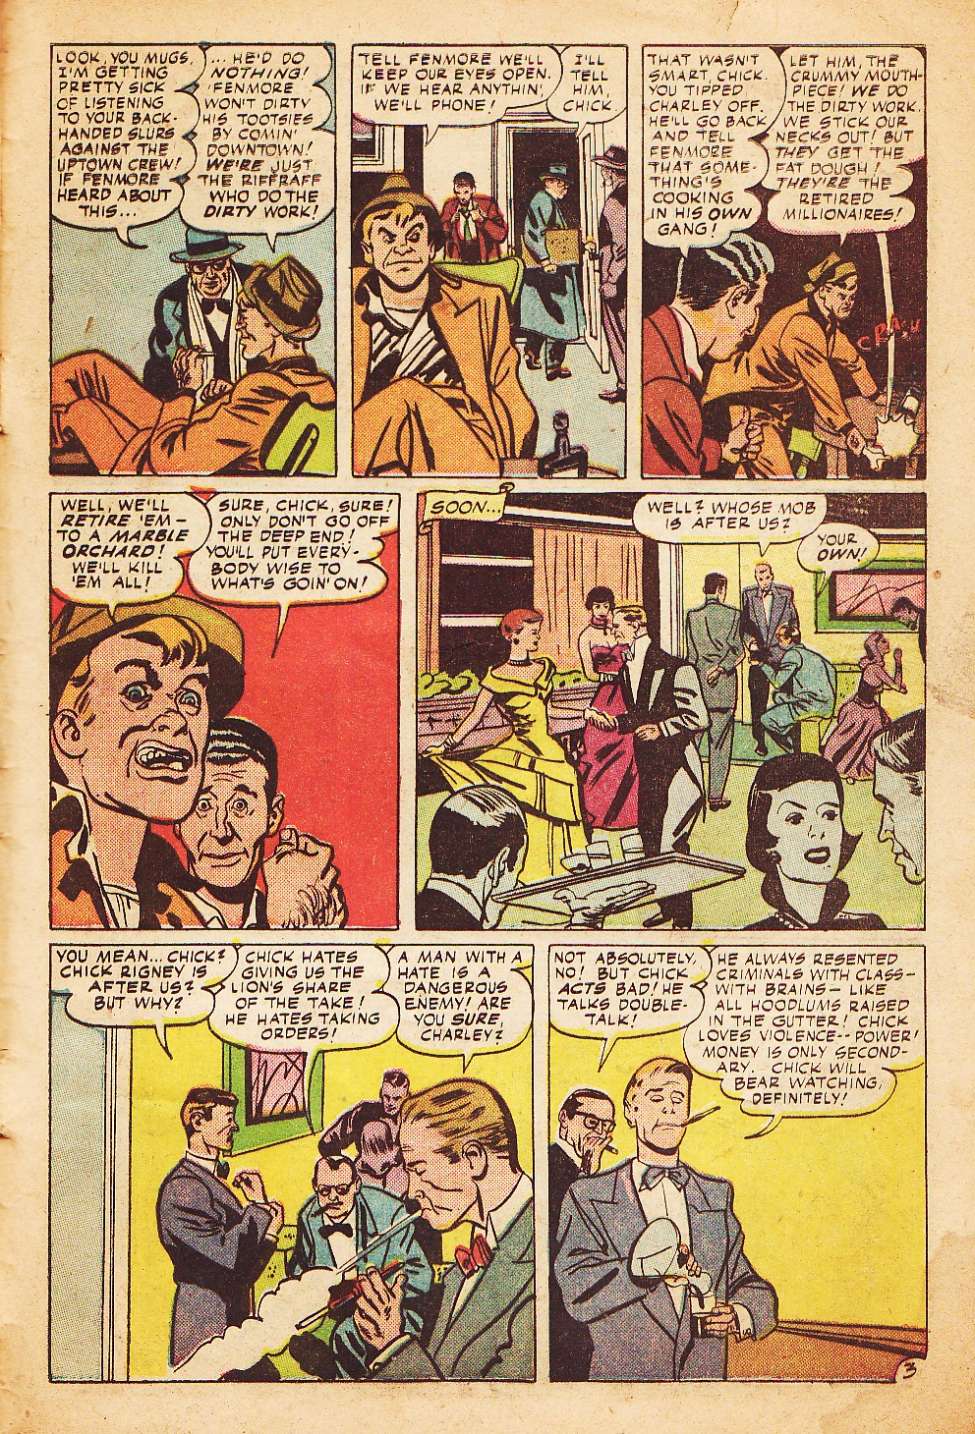 LOOK, YOU MUGS,
I'M GETTING
PRETTY SICK
OF LISTENING
TO YOUR BACK-
HANDED SLURS
AGAINST THE
UPTOWN CREW!
IF FENMORE
HEARD ABOUT
THIS...
... HE'D DO
NOTHING!
FENMORE
WON'T DIRTY
HIS TOOTSIES
BY COMIN'
DOWNTOWN!
WE'RE JUST
THE RIFFRAFF
WHO DO THE
DIRTY WORK!
TELL FENMORE WE'LL
KEEP OUR EYES OPEN.
IF WE HEAR ANYTHIN',
WE'LL PHONE!
I'LL
TELL
HIM,
CHICK.
THAT WASN'T
SMART, CHICK.
YOU TIPPED
CHARLEY OFF.
HE'LL GO BACK
AND TELL
FENMORE
THAT SOME-
THING'S
COOKING
IN HIS OWN
GANG!
LET HIM, THE
CRUMMY MOUTH-
PIECE! WE DO
THE DIRTY WORK.
WE STICK OUR
NECKS OUT! BUT
THEY GET THE
FAT DOUGH!
THEY'RE THE
RETIRED
MILLIONAIRES!
CRASH
WELL, WE'LL
RETIRE 'EM -
TO A MARBLE
ORCHARD!
WE'LL KILL
'EM ALL!
SURE, CHICK, SURE!
ONLY DON'T GO OFF
THE DEEP END!
YOU'LL PUT EVERY-
BODY WISE TO
WHAT'S GOIN' ON!
SOON...
WELL? WHOSE MOB
IS AFTER US?
YOUR
OWN!
YOU MEAN... CHICK?
CHICK RIGNEY IS
AFTER US?
BUT WHY?
CHICK HATES
GIVING US THE
LION'S SHARE
OF THE TAKE!
HE HATES TAKING
ORDERS!
A MAN WITH A
HATE IS A
DANGEROUS
ENEMY! ARE
YOU SURE,
CHARLEY?
NOT ABSOLUTELY,
NO! BUT CHICK
ACTS BAD! HE
TALKS DOUBLE-
TALK!
HE ALWAYS RESENTED
CRIMINALS WITH CLASS--
WITH BRAINS-- LIKE
ALL HOODLUMS RAISED
IN THE GUTTER! CHICK
LOVES VIOLENCE-- POWER!
MONEY IS ONLY SECOND-
ARY. CHICK WILL
BEAR WATCHING,
DEFINITELY!
3